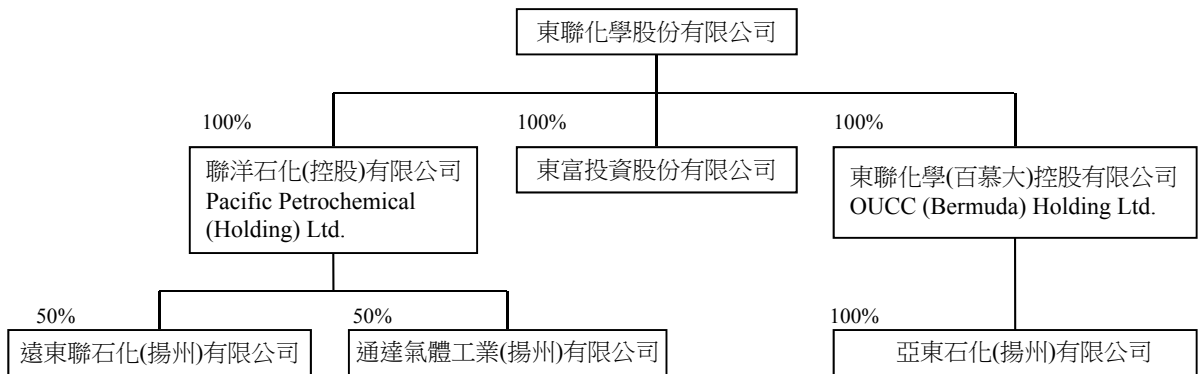 東聯化學股份有限公司
100%
100%
100%
聯洋石化(控股)有限公司
Pacific Petrochemical
(Holding) Ltd.
東富投資股份有限公司
東聯化學(百慕大)控股有限公司
OUCC (Bermuda) Holding Ltd.
50%
50%
100%
遠東聯石化(揚州)有限公司
通達氣體工業(揚州)有限公司
亞東石化(揚州)有限公司